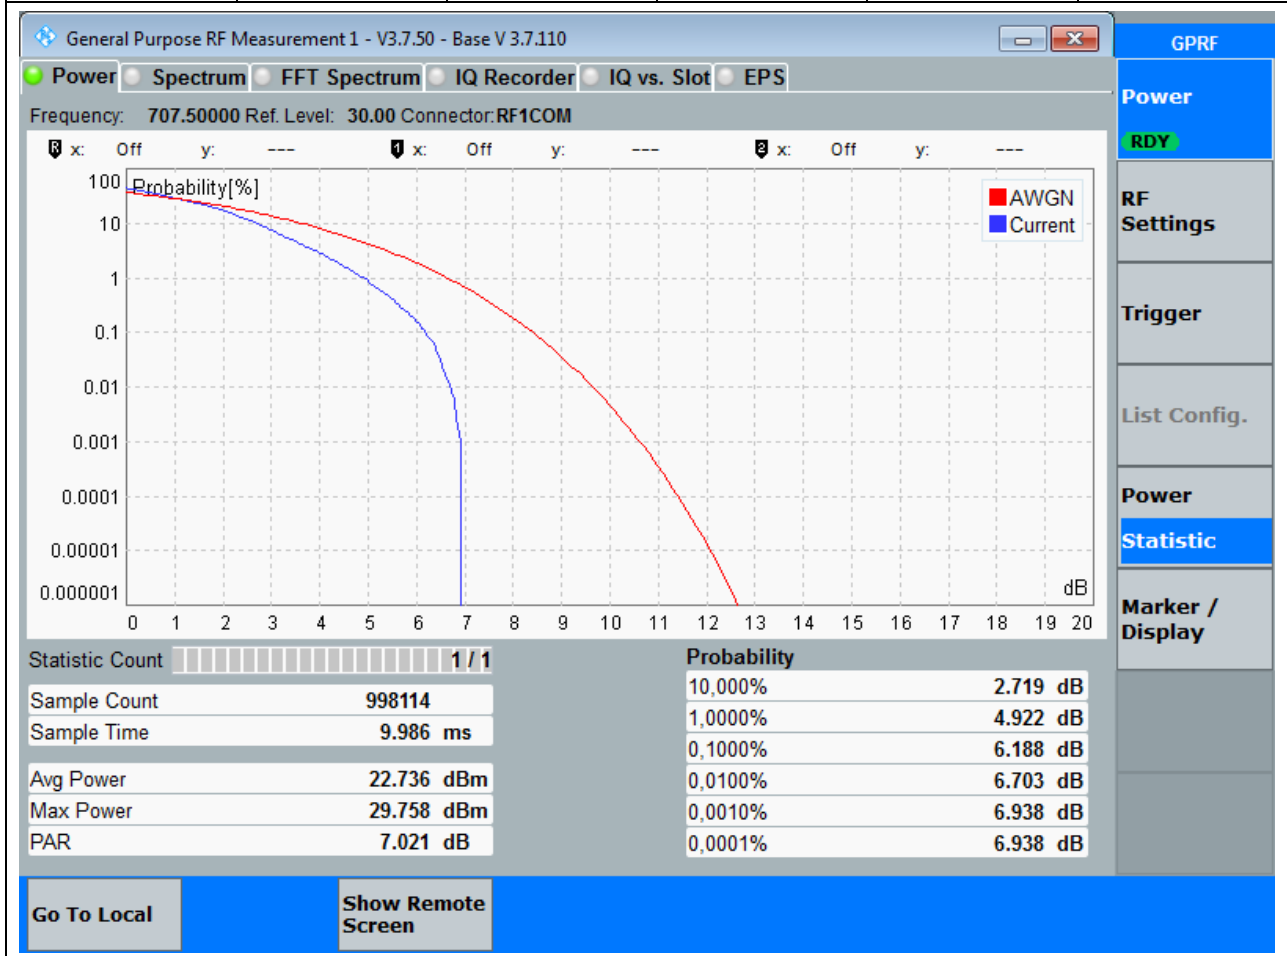 General Purpose RF Measurement 1 - V3.7.50 - Base V 3.7.110
GPRF
Power Spectrum FFT Spectrum IQ Recorder IQ vs. Slot EPS
Frequency: 707.50000 Ref. Level: 30.00 Connector: RF1COM
R x: Off y: --- 1 x: Off y: --- 2 x: Off y: ---
Probability[%]
AWGN
Current
100
10
1
0.1
0.01
0.001
0.0001
0.00001
0.000001
dB
0 1 2 3 4 5 6 7 8 9 10 11 12 13 14 15 16 17 18 19 20
Statistic Count 1 / 1
Sample Count 998114
Sample Time 9.986 ms
Avg Power 22.736 dBm
Max Power 29.758 dBm
PAR 7.021 dB
Probability
10,000% 2.719 dB
1,0000% 4.922 dB
0,1000% 6.188 dB
0,0100% 6.703 dB
0,0010% 6.938 dB
0,0001% 6.938 dB
Power
RDY
RF
Settings
Trigger
List Config.
Power
Statistic
Marker /
Display
Go To Local
Show Remote
Screen